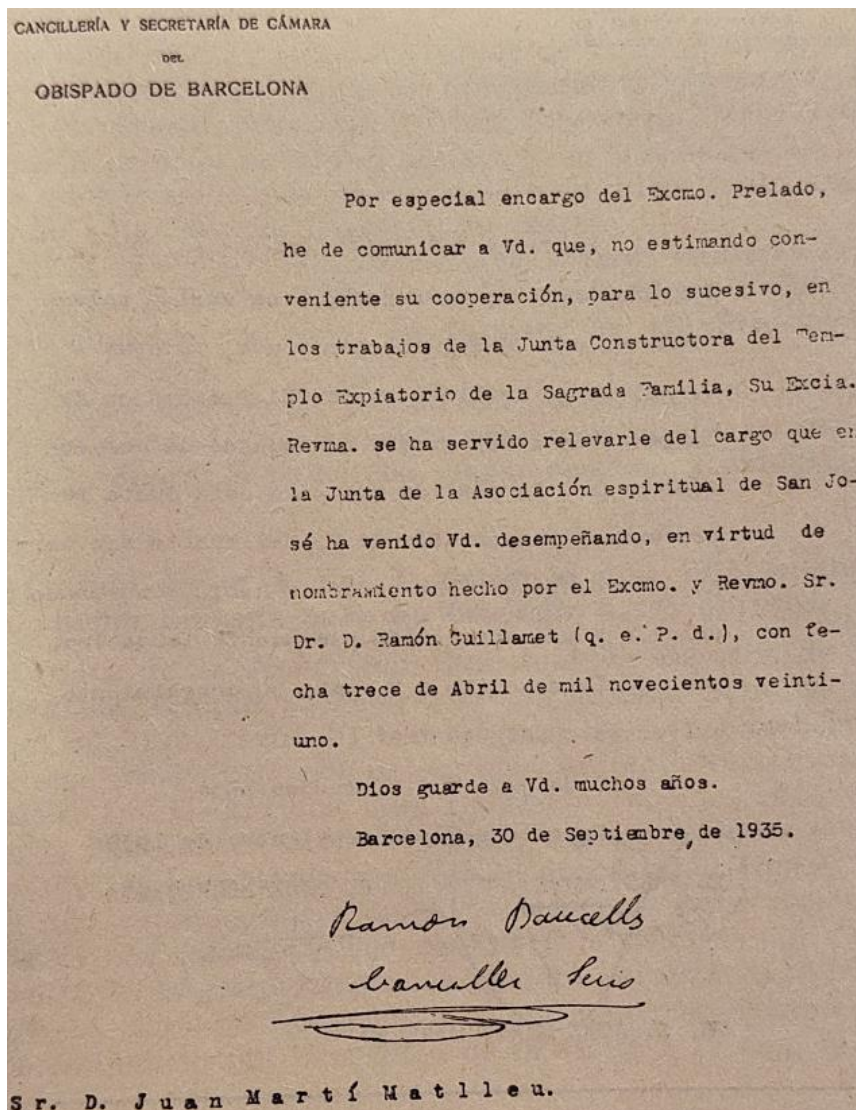 CANCILLERÍA Y SECRETARÍA DE CÁMARA
DEL
OBISPADO DE BARCELONA
Por especial encargo del Excmo. Prelado,
he de comunicar a Vd. que, no estimando con-
veniente su cooperación, para lo sucesivo, en
los trabajos de la Junta Constructora del Tem-
plo Expiatorio de la Sagrada Familia, Su Excia.
Revma. se ha servido relevarle del cargo que en
la Junta de la Asociación espiritual de San Jo-
sé ha venido Vd. desempeñando, en virtud de
nombramiento hecho por el Excmo. y Revmo. Sr.
Dr. D. Ramón Guillamet (q. e. P. d.), con fe-
cha trece de Abril de mil novecientos veinti-
uno.
Dios guarde a Vd. muchos años.
Barcelona, 30 de Septiembre, de 1935.
Ramón Baucells
Canciller Serio
Sr. D. Juan Martí Matlleu.